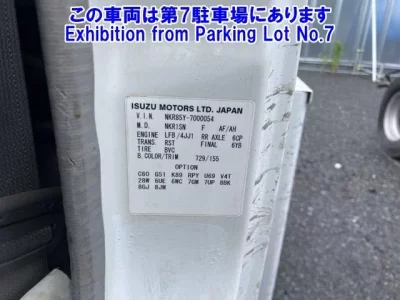 この車両は第7駐車場にあります
Exhibition from Parking Lot No.7
ISUZU MOTORS LTD. JAPAN
V.I.N. NKR85Y-7000054
M.D. NKR1SN F AF/AH
ENGINE LFB /4JJ1 RR AXLE 6CP
TRANS. RST FINAL 6YB
TIRE BVC
B.COLOR/TRIM 729/155
OPTION
C60 G51 K89 RPY U69 V4T
28W 6UE 6WC 7GM 7UP 88K
8GJ 8JW